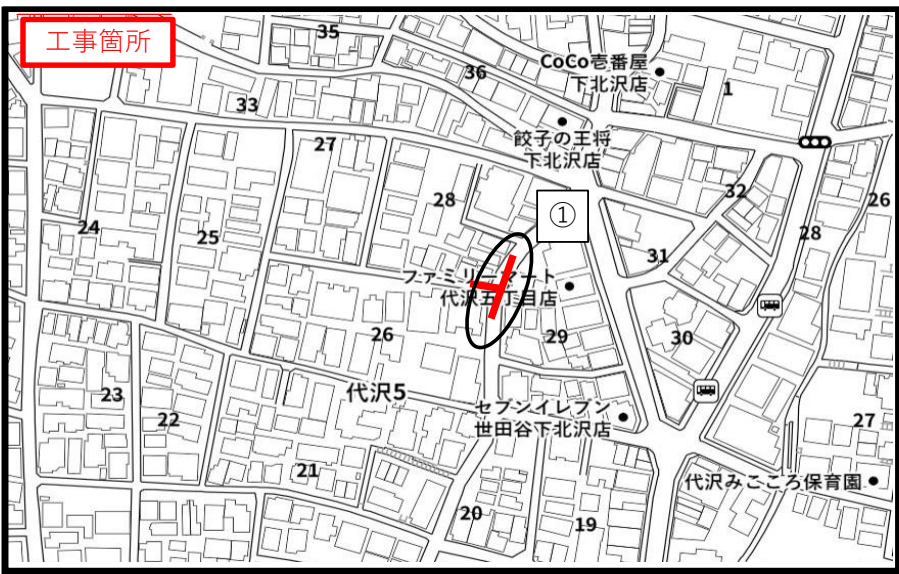 工事箇所
35
CoCo壱番屋
下北沢店
36
1
33
餃子の王将
下北沢店
27
32
28
26
①
24
25
28
31
ファミリーマート
代沢五丁目店
26
29
30
代沢5
23
22
セブンイレブン
世田谷下北沢店
27
21
代沢みこころ保育園
20
19